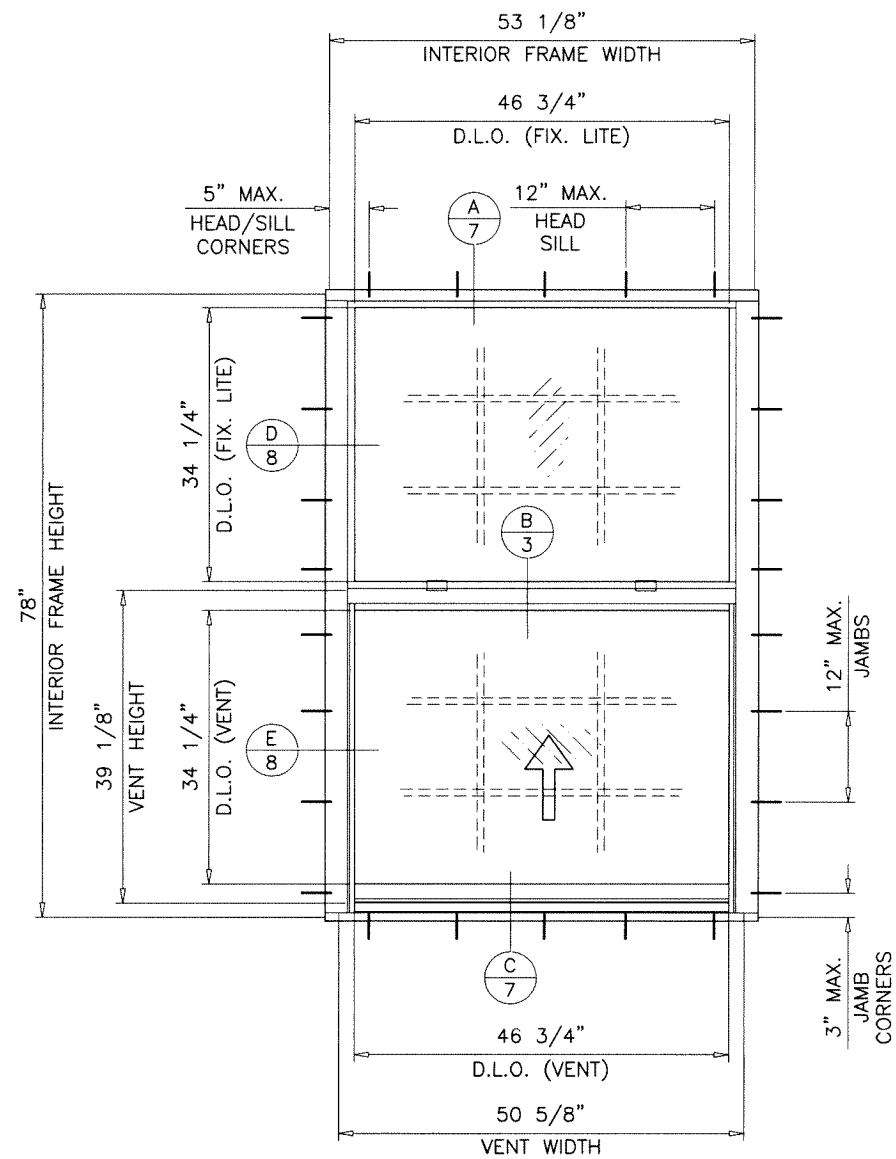 53 1/8”
INTERIOR FRAME WIDTH
46 3/4”
D.L.O. (FIX. LITE)
5” MAX.
HEAD/SILL
CORNERS
A
7
12” MAX.
HEAD
SILL
78”
INTERIOR FRAME HEIGHT
34 1/4”
D.L.O. (FIX. LITE)
D
8
B
3
39 1/8”
VENT HEIGHT
34 1/4”
D.L.O. (VENT)
E
8
12” MAX.
JAMBS
C
7
3” MAX.
JAMB
CORNERS
46 3/4”
D.L.O. (VENT)
50 5/8”
VENT WIDTH